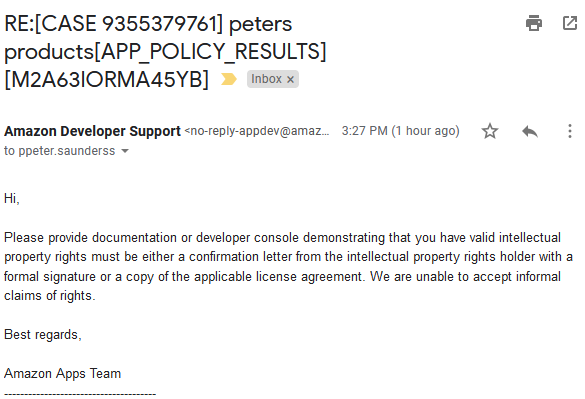 RE:[CASE 9355379761] peters
products[APP_POLICY_RESULTS]
[M2A63IORMA45YB] Inbox ×
Amazon Developer Support <no-reply-appdev@amaz... 3:27 PM (1 hour ago)
to ppeter.saunderss
Hi,
Please provide documentation or developer console demonstrating that you have valid intellectual
property rights must be either a confirmation letter from the intellectual property rights holder with a
formal signature or a copy of the applicable license agreement. We are unable to accept informal
claims of rights.
Best regards,
Amazon Apps Team
--------------------------------------